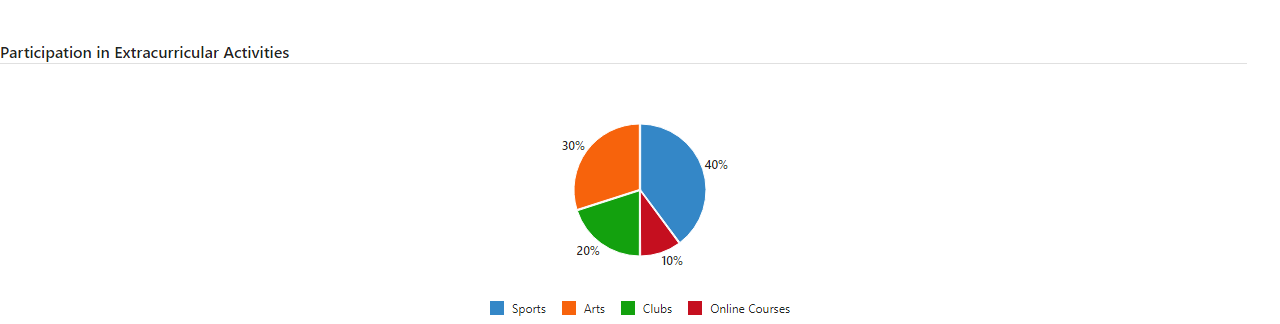 Participation in Extracurricular Activities
30%
40%
20%
10%
Sports Arts Clubs Online Courses